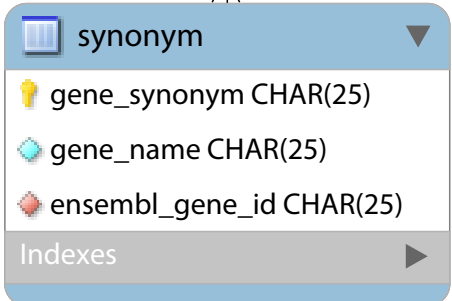 synonym
gene_synonym CHAR(25)
gene_name CHAR(25)
ensembl_gene_id CHAR(25)
Indexes